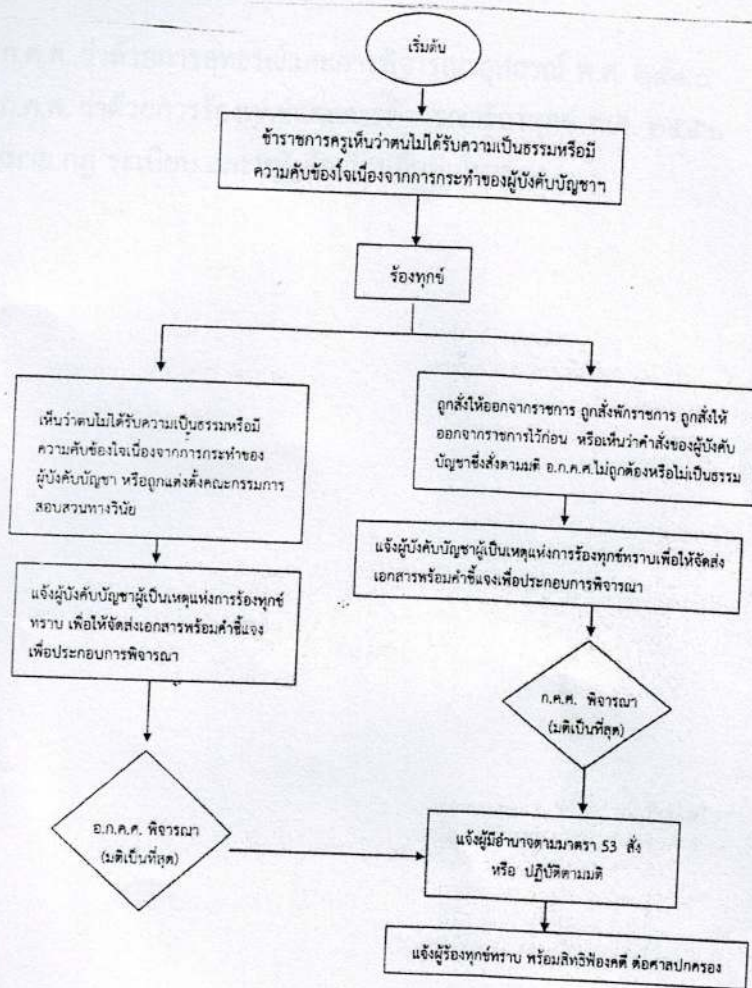 เริ่มต้น
ข้าราชการครูเห็นว่าตนไม่ได้รับความเป็นธรรมหรือมี
ความคับข้องใจเนื่องจากการกระทำของผู้บังคับบัญชาฯ
ร้องทุกข์
เห็นว่าตนไม่ได้รับความเป็นธรรมหรือมี
ความคับข้องใจเนื่องจากการกระทำของ
ผู้บังคับบัญชา หรือถูกแต่งตั้งคณะกรรมการ
สอบสวนทางวินัย
แจ้งผู้บังคับบัญชาผู้เป็นเหตุแห่งการร้องทุกข์
ทราบ เพื่อให้จัดส่งเอกสารพร้อมคำชี้แจง
เพื่อประกอบการพิจารณา
อ.ก.ค.ศ. พิจารณา
(มติเป็นที่สุด)
ถูกสั่งให้ออกจากราชการ ถูกสั่งพักราชการ ถูกสั่งให้
ออกจากราชการไว้ก่อน หรือเห็นว่าคำสั่งของผู้บังคับ
บัญชาซึ่งสั่งตามมติ อ.ก.ค.ศ.ไม่ถูกต้องหรือไม่เป็นธรรม
แจ้งผู้บังคับบัญชาผู้เป็นเหตุแห่งการร้องทุกข์ทราบเพื่อให้จัดส่ง
เอกสารพร้อมคำชี้แจงเพื่อประกอบการพิจารณา
ก.ค.ศ. พิจารณา
(มติเป็นที่สุด)
แจ้งผู้มีอำนาจตามมาตรา 53 สั่ง
หรือ ปฏิบัติตามมติ
แจ้งผู้ร้องทุกข์ทราบ พร้อมสิทธิฟ้องคดี ต่อศาลปกครอง